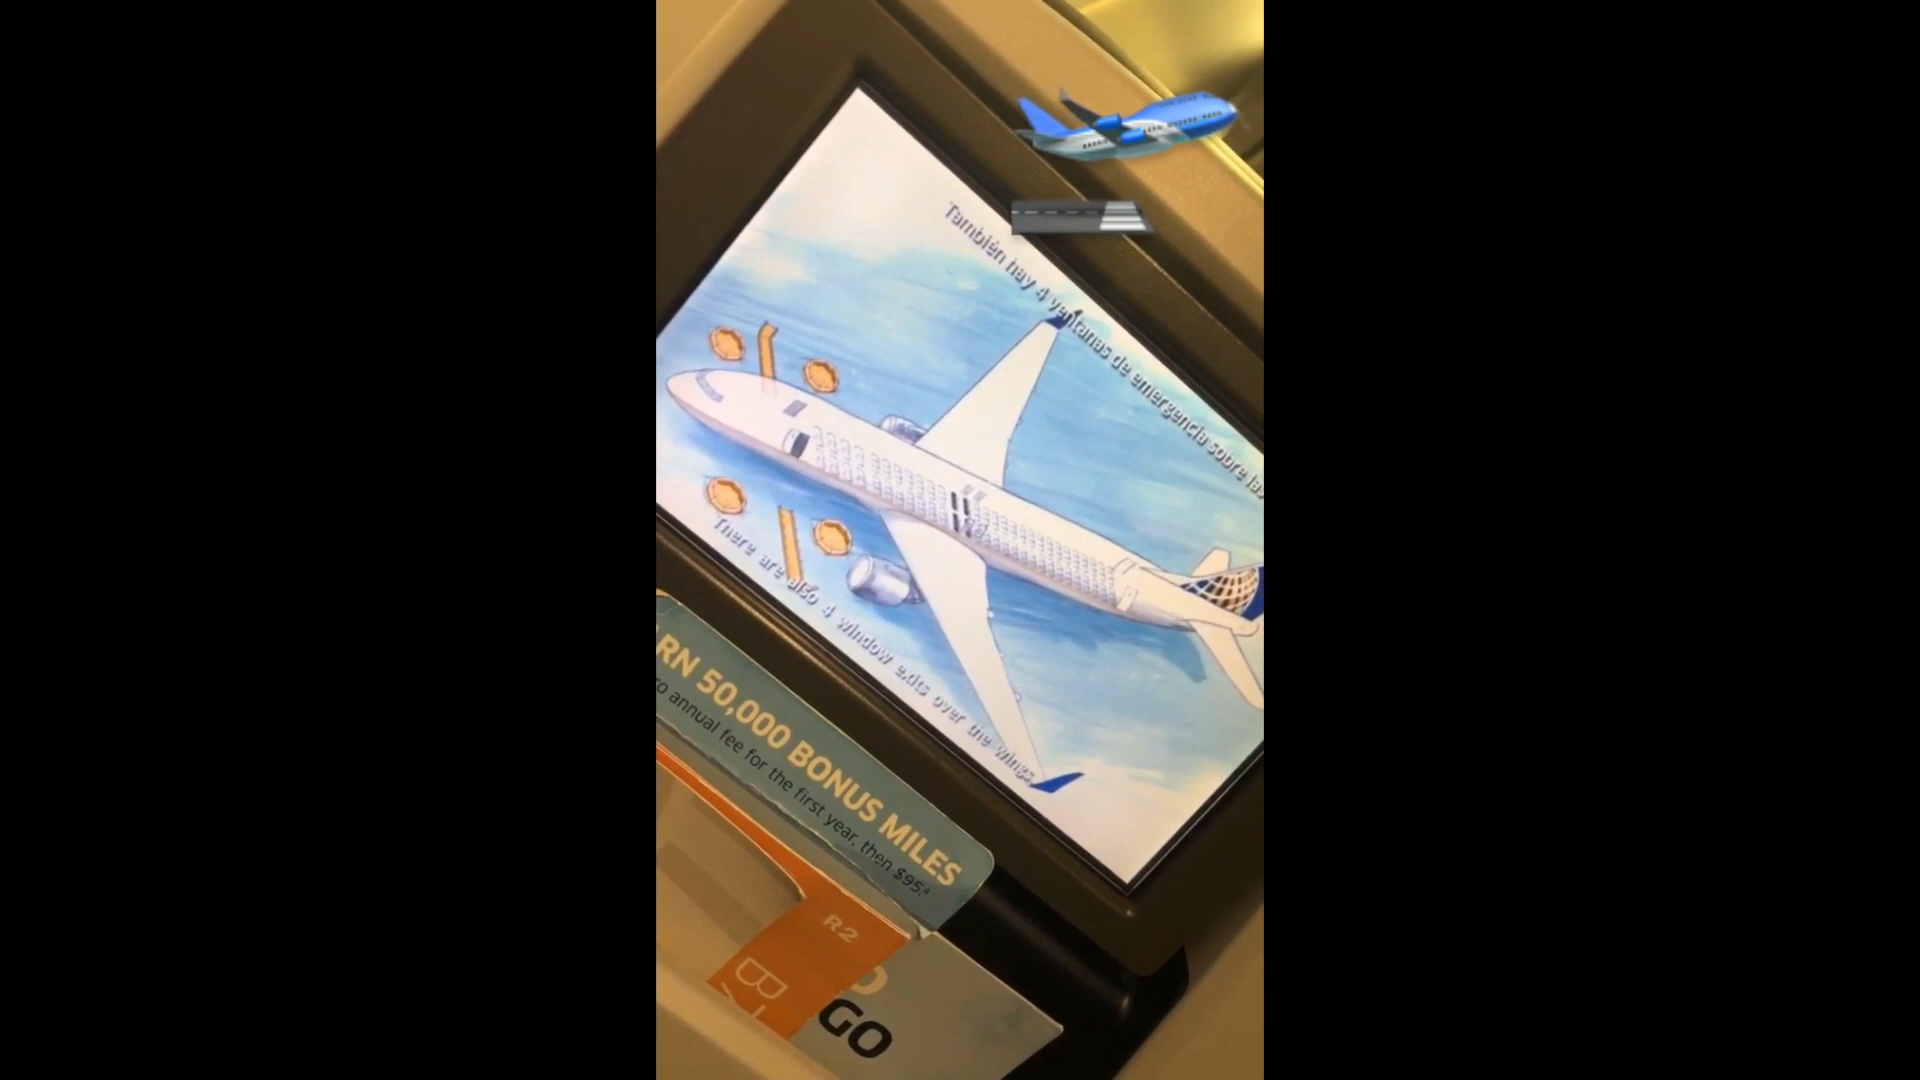 También hay 4 ventanas de emergencia sobre las
There are also 4 window exits over the wings.
RN 50,000 BONUS MILES
annual fee for the first year, then $95.
R2
GO